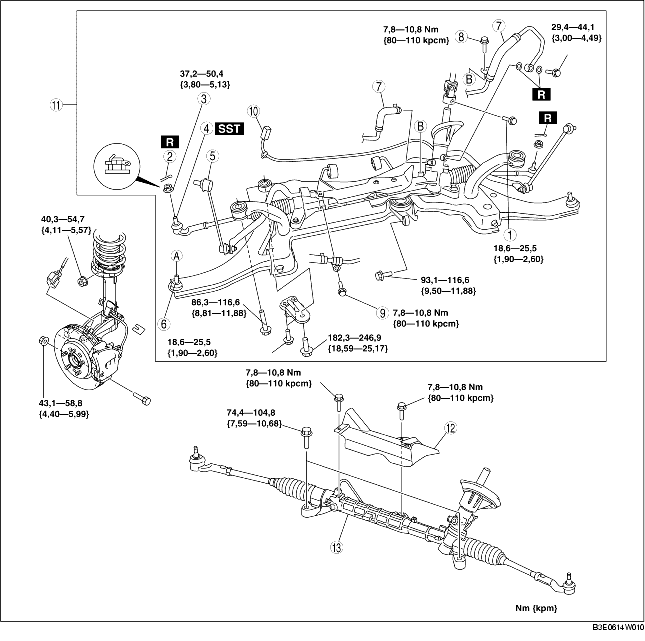 7,8—10,8 Nm
{80—110 kpcm}
8
7
29,4—44,1
{3,00—4,49}
B
R
R
37,2—50,4
{3,80—5,13}
3
11
10
7
R
2
4
SST
5
B
1
18,6—25,5
{1,90—2,60}
40,3—54,7
{4,11—5,57}
A
6
86,3—116,6
{8,81—11,88}
93,1—116,6
{9,50—11,88}
9
7,8—10,8 Nm
{80—110 kpcm}
18,6—25,5
{1,90—2,60}
182,3—246,9
{18,59—25,17}
43,1—58,8
{4,40—5,99}
7,8—10,8 Nm
{80—110 kpcm}
7,8—10,8 Nm
{80—110 kpcm}
74,4—104,8
{7,59—10,68}
12
13
Nm {kpm}
B3E0614W010